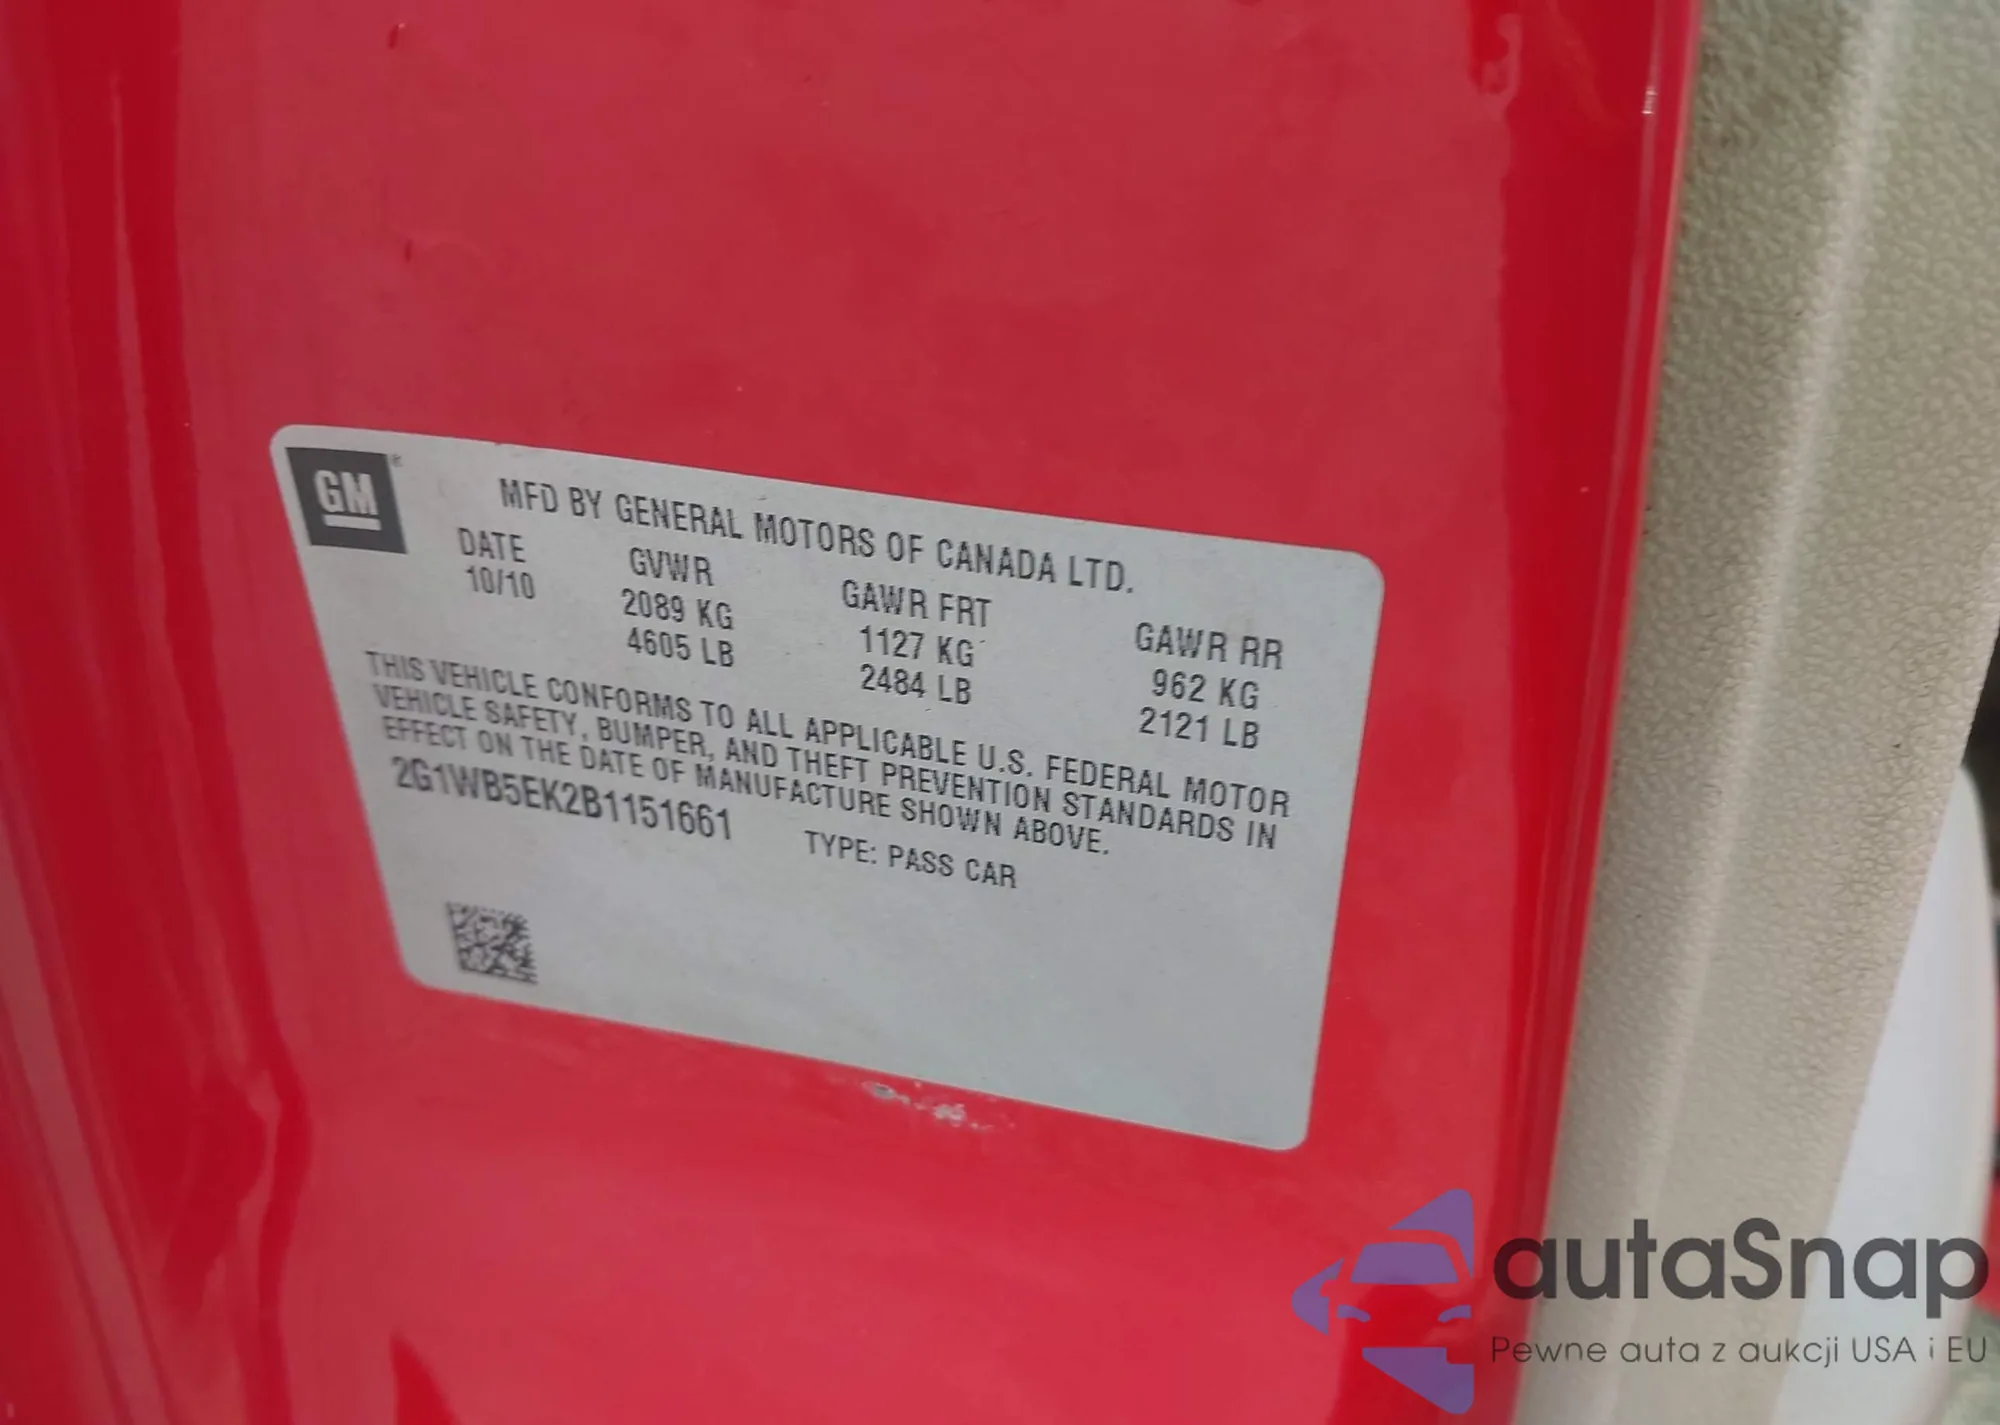 GM
MFD BY GENERAL MOTORS OF CANADA LTD.
DATE GVWR GAWR FRT GAWR RR
10/10 2089 KG 1127 KG 962 KG
4605 LB 2484 LB 2121 LB
THIS VEHICLE CONFORMS TO ALL APPLICABLE U.S. FEDERAL MOTOR
VEHICLE SAFETY, BUMPER, AND THEFT PREVENTION STANDARDS IN
EFFECT ON THE DATE OF MANUFACTURE SHOWN ABOVE.
2G1WB5EK2B1151661 TYPE: PASS CAR
autaSnap
Pewne auta z aukcji USA i EU